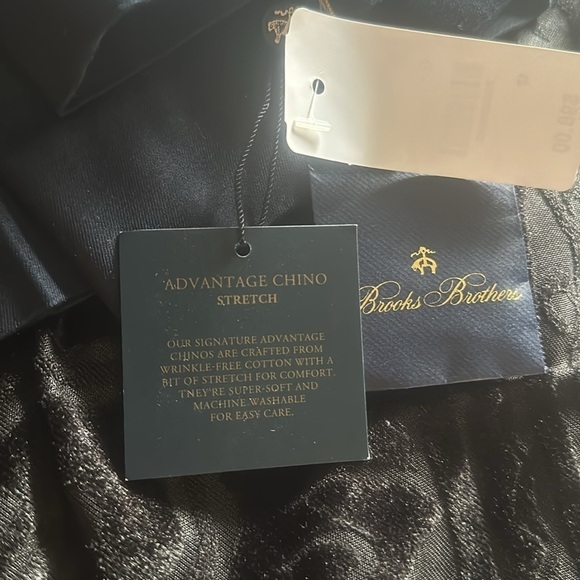 ADVANTAGE CHINO
STRETCH
OUR SIGNATURE ADVANTAGE
CHINOS ARE CRAFTED FROM
WRINKLE-FREE COTTON WITH A
BIT OF STRETCH FOR COMFORT.
THEY'RE SUPER-SOFT AND
MACHINE WASHABLE
FOR EASY CARE.
Brooks Brothers